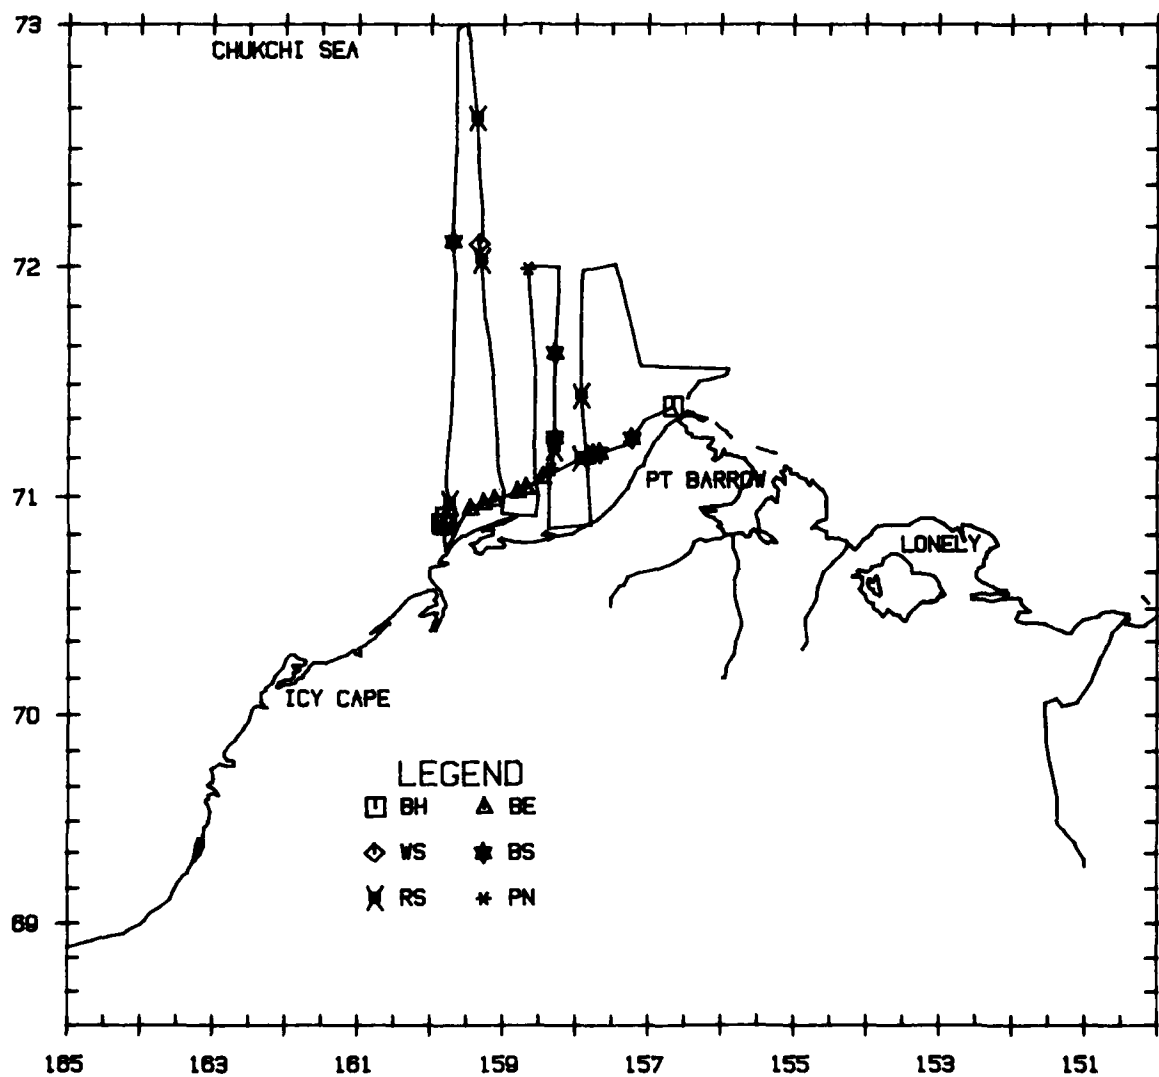 73
CHUKCHI SEA
72
71
PT BARROW
LONELY
ICY CAPE
70
LEGEND
BH BE
WS BS
RS PN
69
165 163 161 159 157 155 153 151